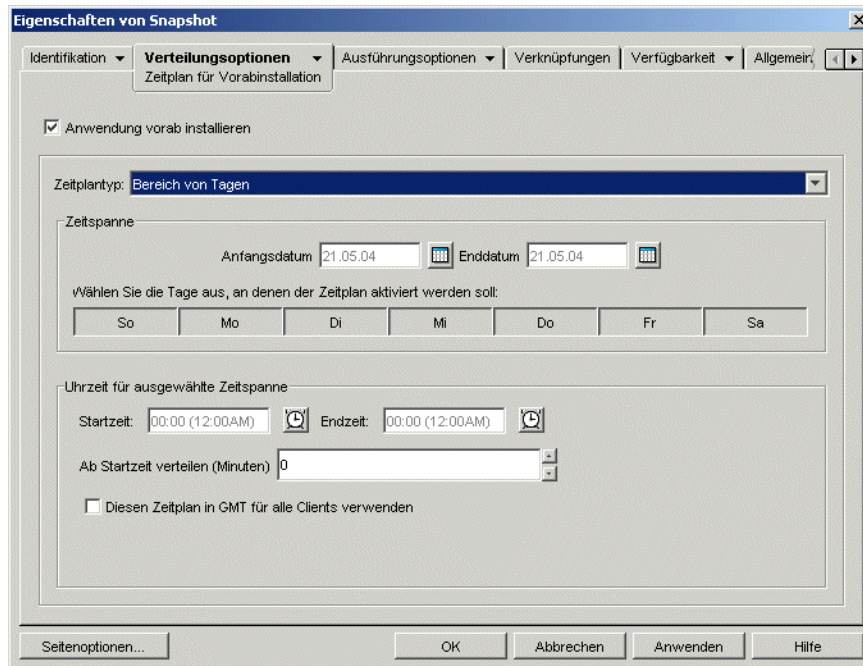 Eigenschaften von Snapshot
Identifikation Verteilungsoptionen Ausführungsoptionen Verknüpfungen Verfügbarkeit Allgemein
Zeitplan für Vorabinstallation
Anwendung vorab installieren
Zeitplantyp: Bereich von Tagen
Zeitspanne
Anfangsdatum 21.05.04 Enddatum 21.05.04
Wählen Sie die Tage aus, an denen der Zeitplan aktiviert werden soll:
So Mo Di Mi Do Fr Sa
Uhrzeit für ausgewählte Zeitspanne
Startzeit: 00:00 (12:00AM) Endzeit: 00:00 (12:00AM)
Ab Startzeit verteilen (Minuten) 0
Diesen Zeitplan in GMT für alle Clients verwenden
Seitenoptionen... OK Abbrechen Anwenden Hilfe